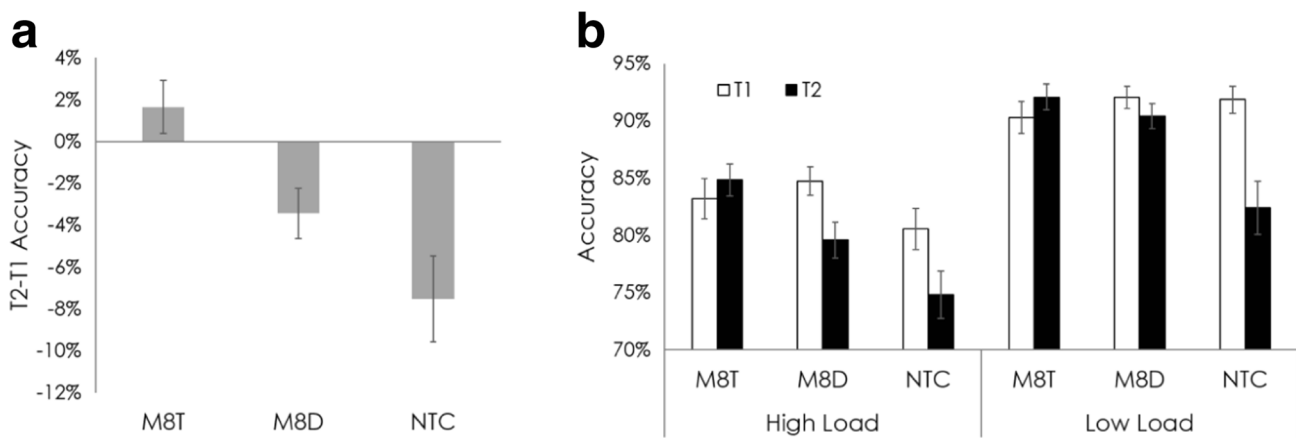 a
4%
2%
0%
-2%
-4%
-6%
-8%
-10%
-12%
T2-T1 Accuracy
M8T M8D NTC
b
95%
90%
85%
80%
75%
70%
Accuracy
T1 T2
M8T M8D NTC M8T M8D NTC
High Load Low Load